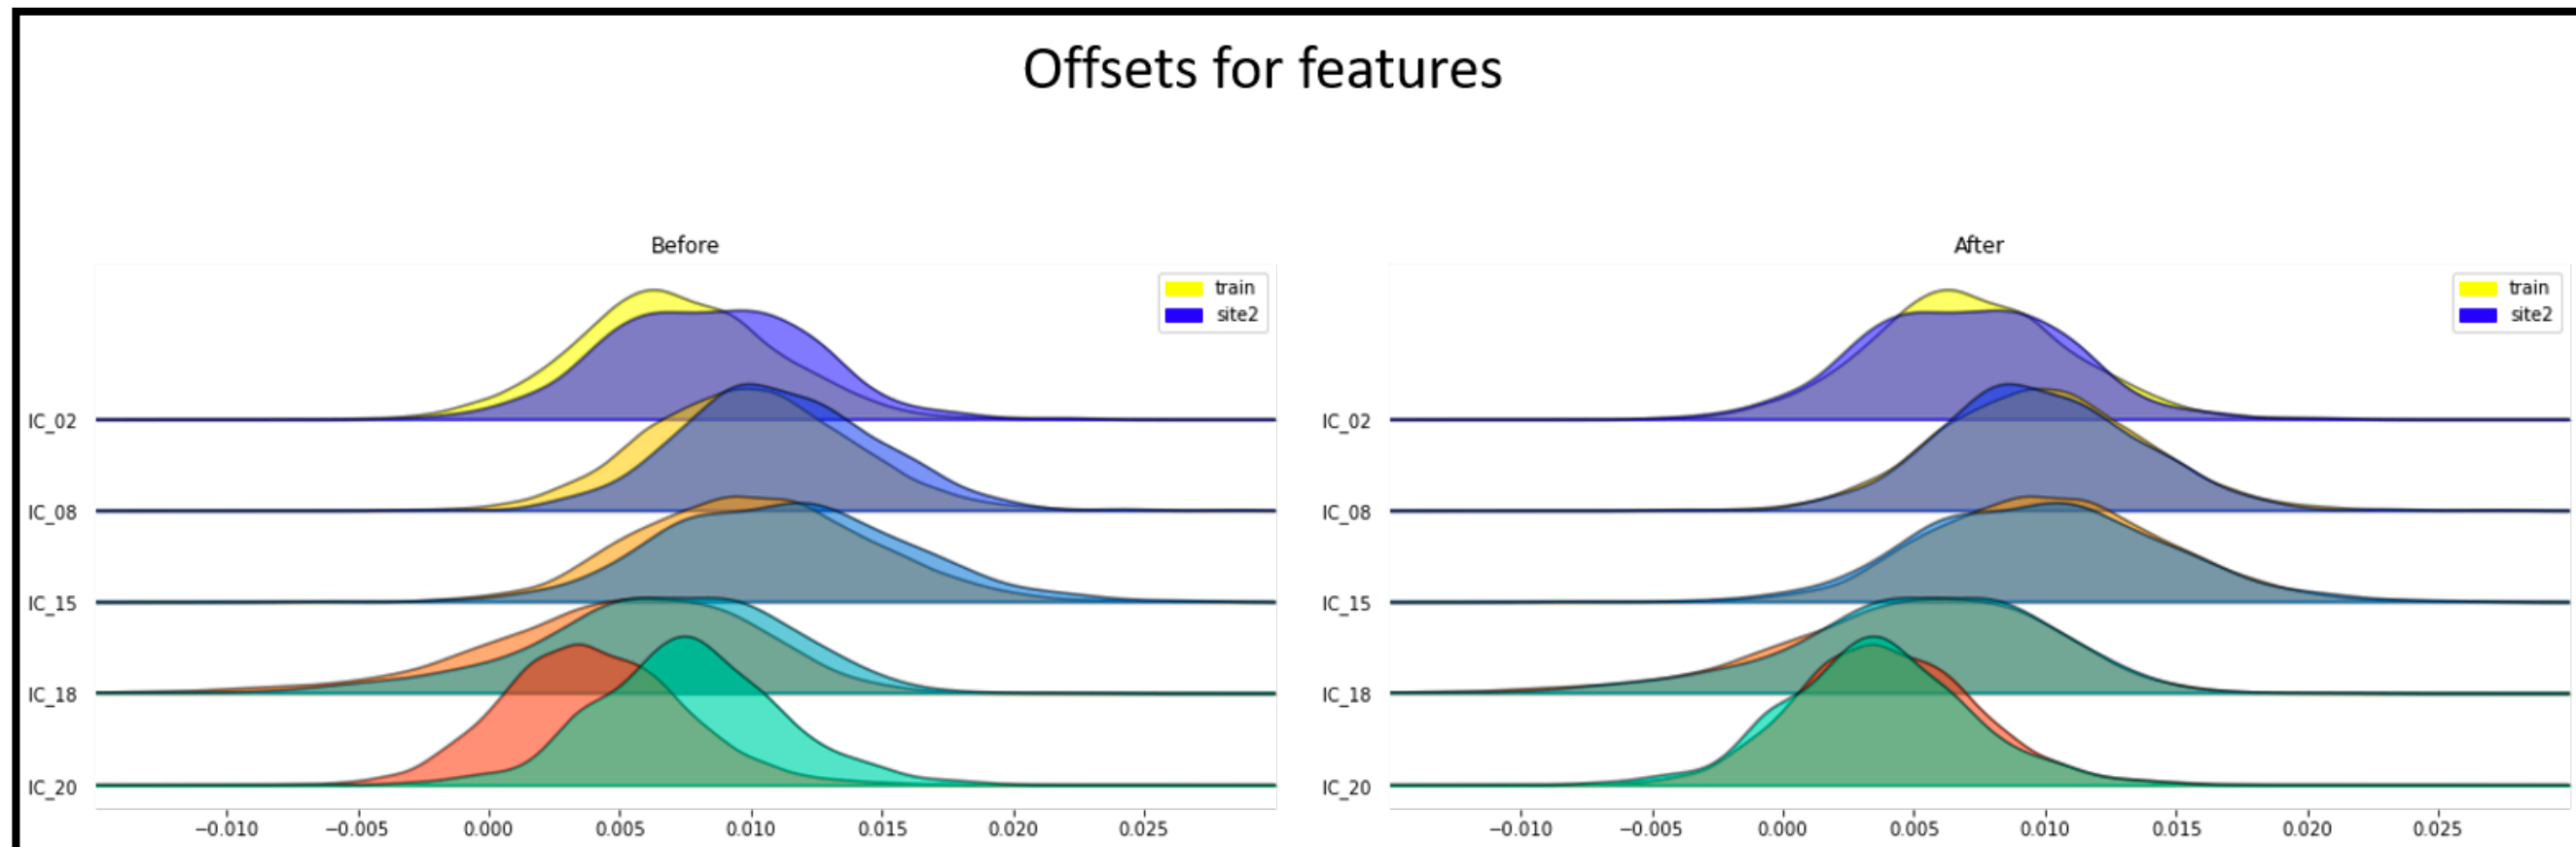 Offsets for features
Before
train
site2
IC_02
IC_08
IC_15
IC_18
IC_20
−0.010 −0.005 0.000 0.005 0.010 0.015 0.020 0.025
After
train
site2
IC_02
IC_08
IC_15
IC_18
IC_20
−0.010 −0.005 0.000 0.005 0.010 0.015 0.020 0.025